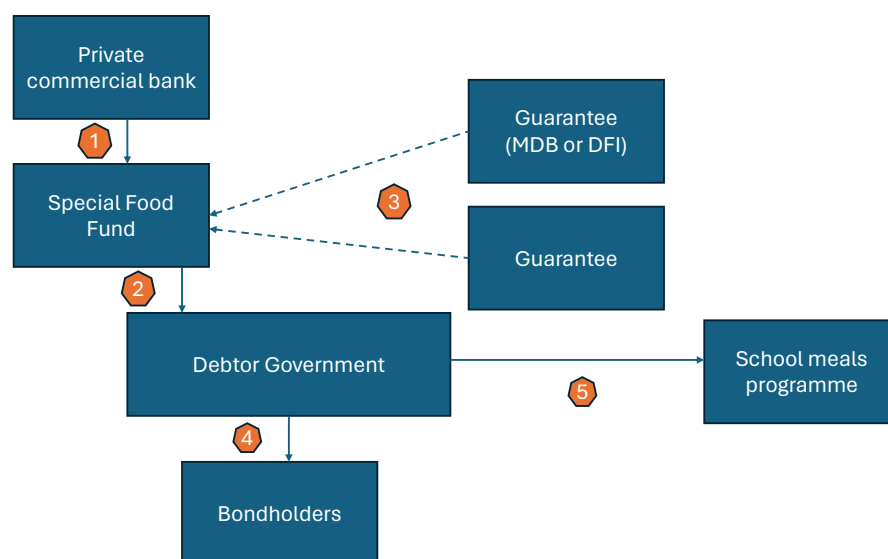 Private
commercial bank
1
Special Food
Fund
2
Guarantee
(MDB or DFI)
3
Guarantee
Debtor Government
School meals
programme
5
4
Bondholders